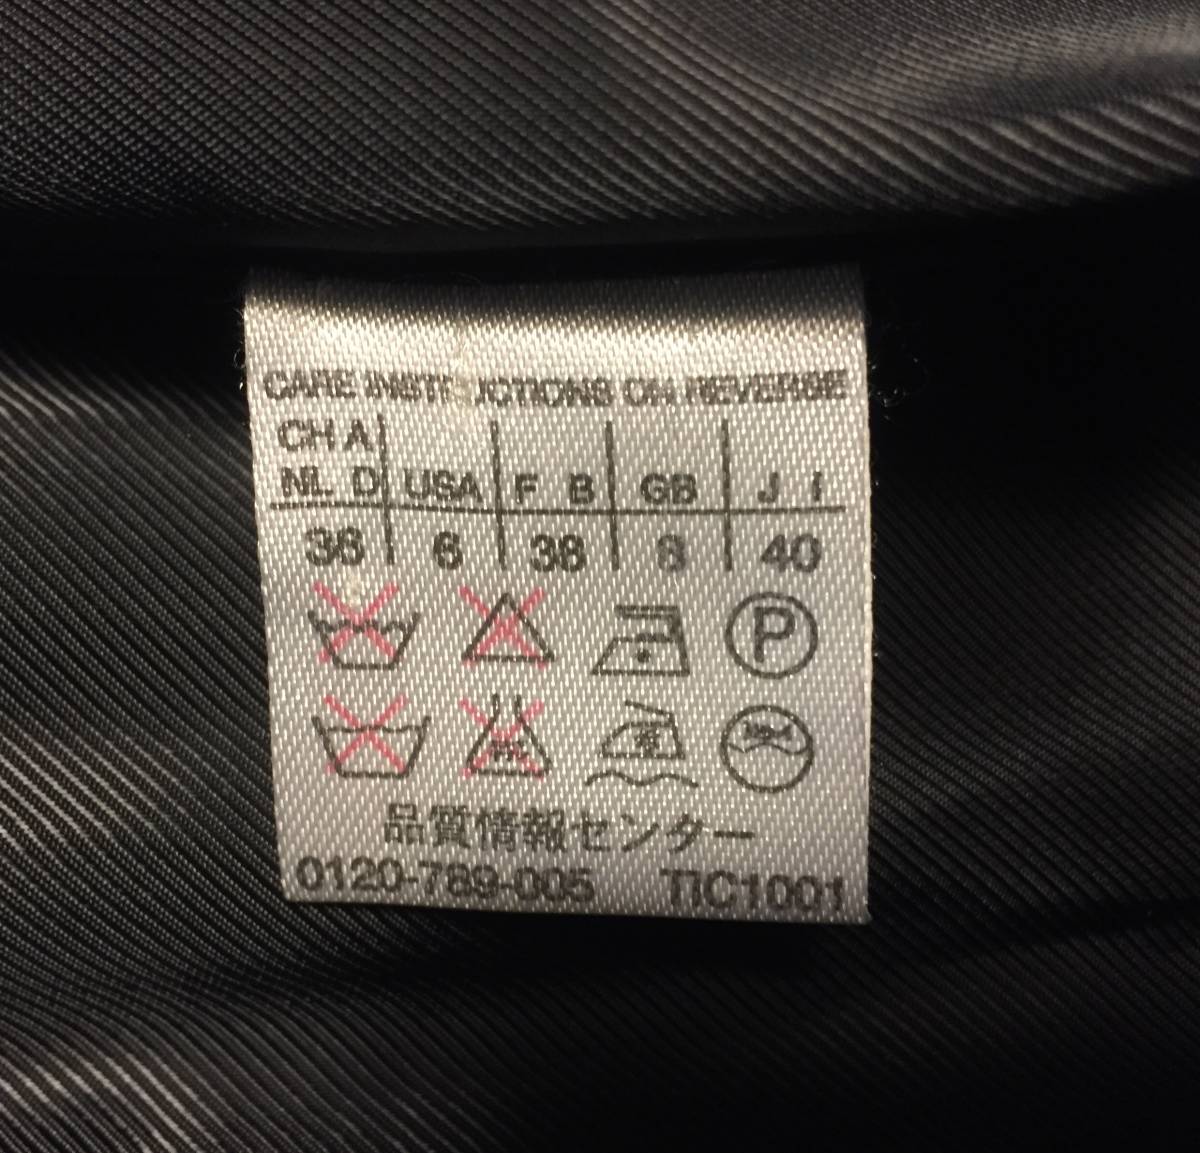 CARE INSTRUCTIONS ON REVERSE
CH A
NL D USA F B GB J I
36 6 38 8 40
P
品質情報センター
0120-789-005 TIC1001